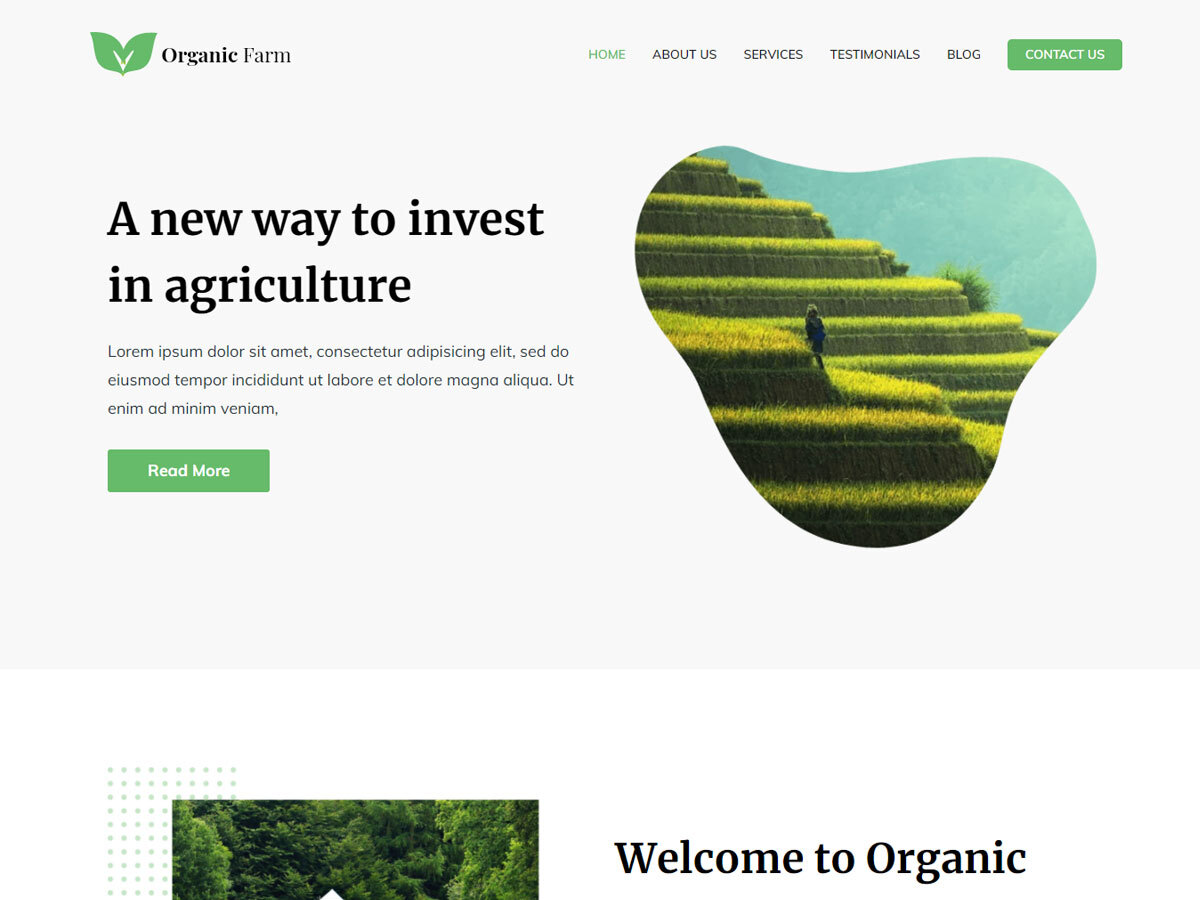 Organic Farm
HOME
ABOUT US
SERVICES
TESTIMONIALS
BLOG
CONTACT US
A new way to invest
in agriculture
Lorem ipsum dolor sit amet, consectetur adipisicing elit, sed do
eiusmod tempor incididunt ut labore et dolore magna aliqua. Ut
enim ad minim veniam,
Read More
Welcome to Organic